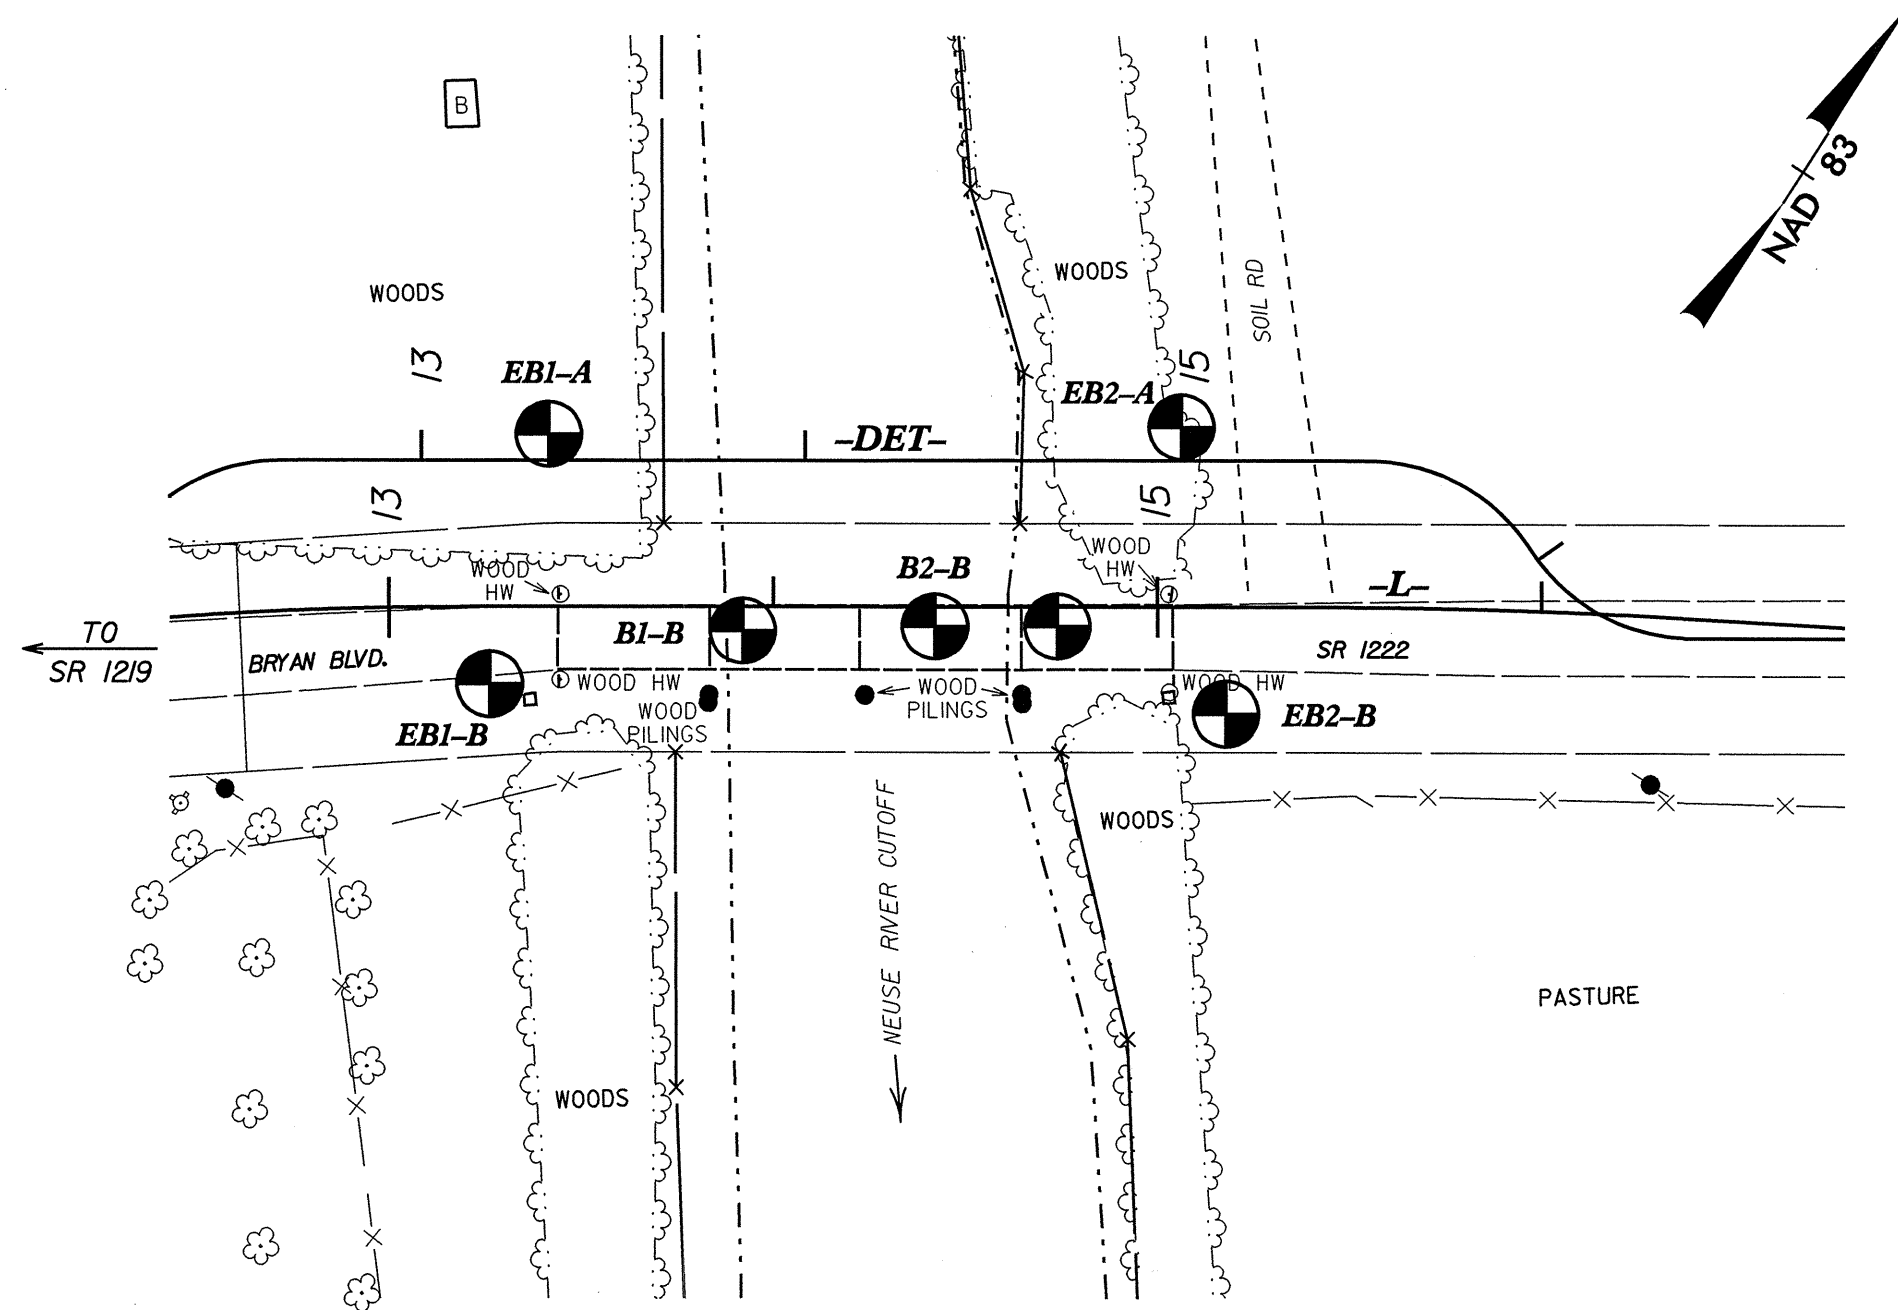 B
NAD 83
WOODS
WOODS
SOIL RD
13
EB1–A
15
EB2–A
–DET–
13
15
WOOD
HW
WOOD
HW
B2–B
–L–
TO
SR 1219
BRYAN BLVD.
B1–B
SR 1222
WOOD HW
WOOD
PILINGS
WOOD HW
EB1–B
WOOD
PILINGS
EB2–B
NEUSE RIVER CUTOFF
WOODS
PASTURE
WOODS